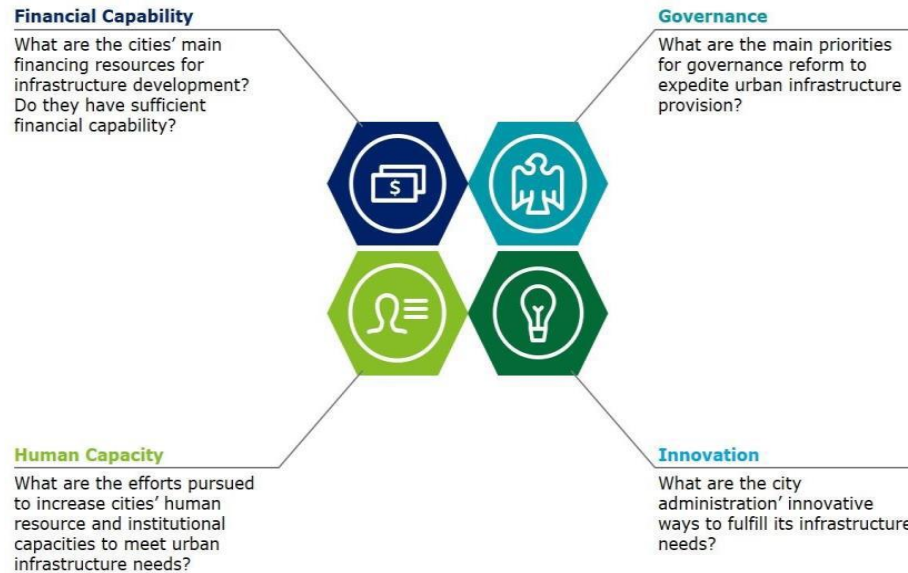 Financial Capability
What are the cities' main
financing resources for
infrastructure development?
Do they have sufficient
financial capability?
Governance
What are the main priorities
for governance reform to
expedite urban infrastructure
provision?
$
Human Capacity
What are the efforts pursued
to increase cities' human
resource and institutional
capacities to meet urban
infrastructure needs?
Innovation
What are the city
administration' innovative
ways to fulfill its infrastructure
needs?